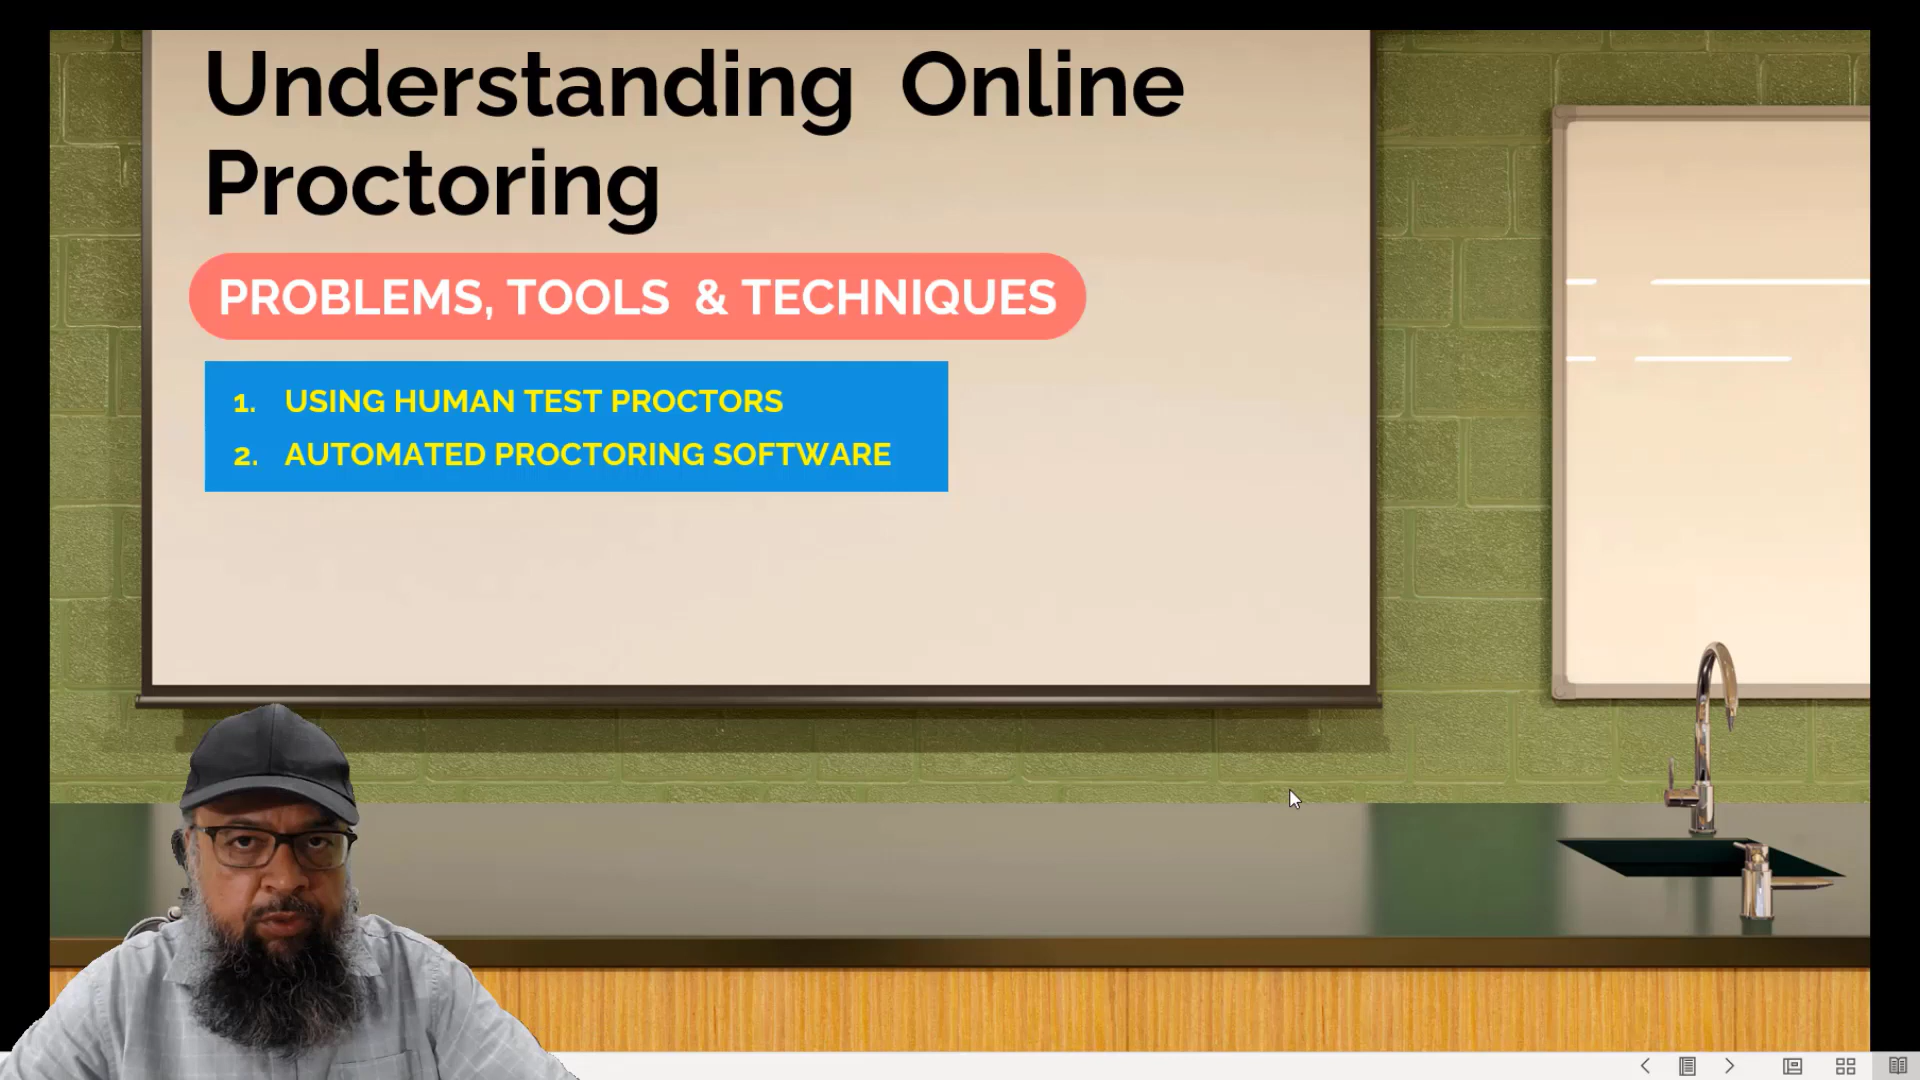 Understanding Online
Proctoring
PROBLEMS, TOOLS & TECHNIQUES
1. USING HUMAN TEST PROCTORS
2. AUTOMATED PROCTORING SOFTWARE